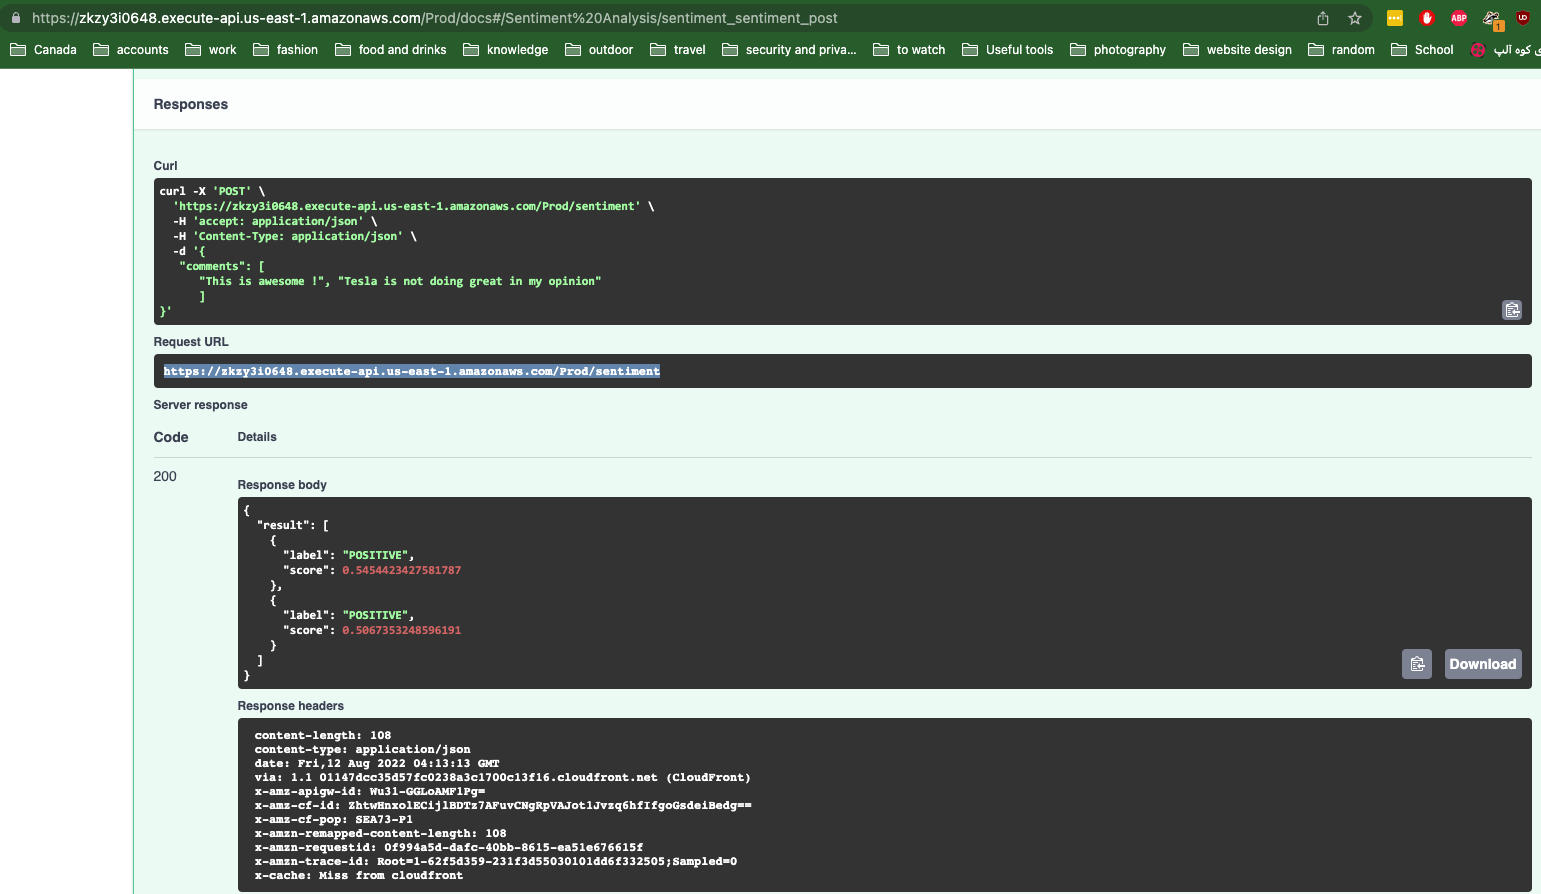 https://zkzy3i0648.execute-api.us-east-1.amazonaws.com/Prod/docs#/Sentiment%20Analysis/sentiment_sentiment_post
ABP
1
UD
Canada accounts work fashion food and drinks knowledge outdoor travel security and priva... to watch Useful tools photography website design random School ی کوه آلپ
Responses
Curl
curl -X 'POST' \
'https://zkzy3i0648.execute-api.us-east-1.amazonaws.com/Prod/sentiment' \
-H 'accept: application/json' \
-H 'Content-Type: application/json' \
-d '{
"comments": [
"This is awesome !", "Tesla is not doing great in my opinion"
]
}'
Request URL
https://zkzy3i0648.execute-api.us-east-1.amazonaws.com/Prod/sentiment
Server response
Code Details
200
Response body
{
"result": [
{
"label": "POSITIVE",
"score": 0.5454423427581787
},
{
"label": "POSITIVE",
"score": 0.5067353248596191
}
]
}
Download
Response headers
content-length: 108
content-type: application/json
date: Fri,12 Aug 2022 04:13:13 GMT
via: 1.1 01147dcc35d57fc0238a3c1700c13f16.cloudfront.net (CloudFront)
x-amz-apigw-id: Wu31-GGLoAMF1Pg=
x-amz-cf-id: ZhtwHnxolECijlBDTz7AFuvCNgRpVAJot1Jvzq6hfIfgoGsdeiBedg==
x-amz-cf-pop: SEA73-P1
x-amzn-remapped-content-length: 108
x-amzn-requestid: 0f994a5d-dafc-40bb-8615-ea51e676615f
x-amzn-trace-id: Root=1-62f5d359-231f3d55030101dd6f332505;Sampled=0
x-cache: Miss from cloudfront